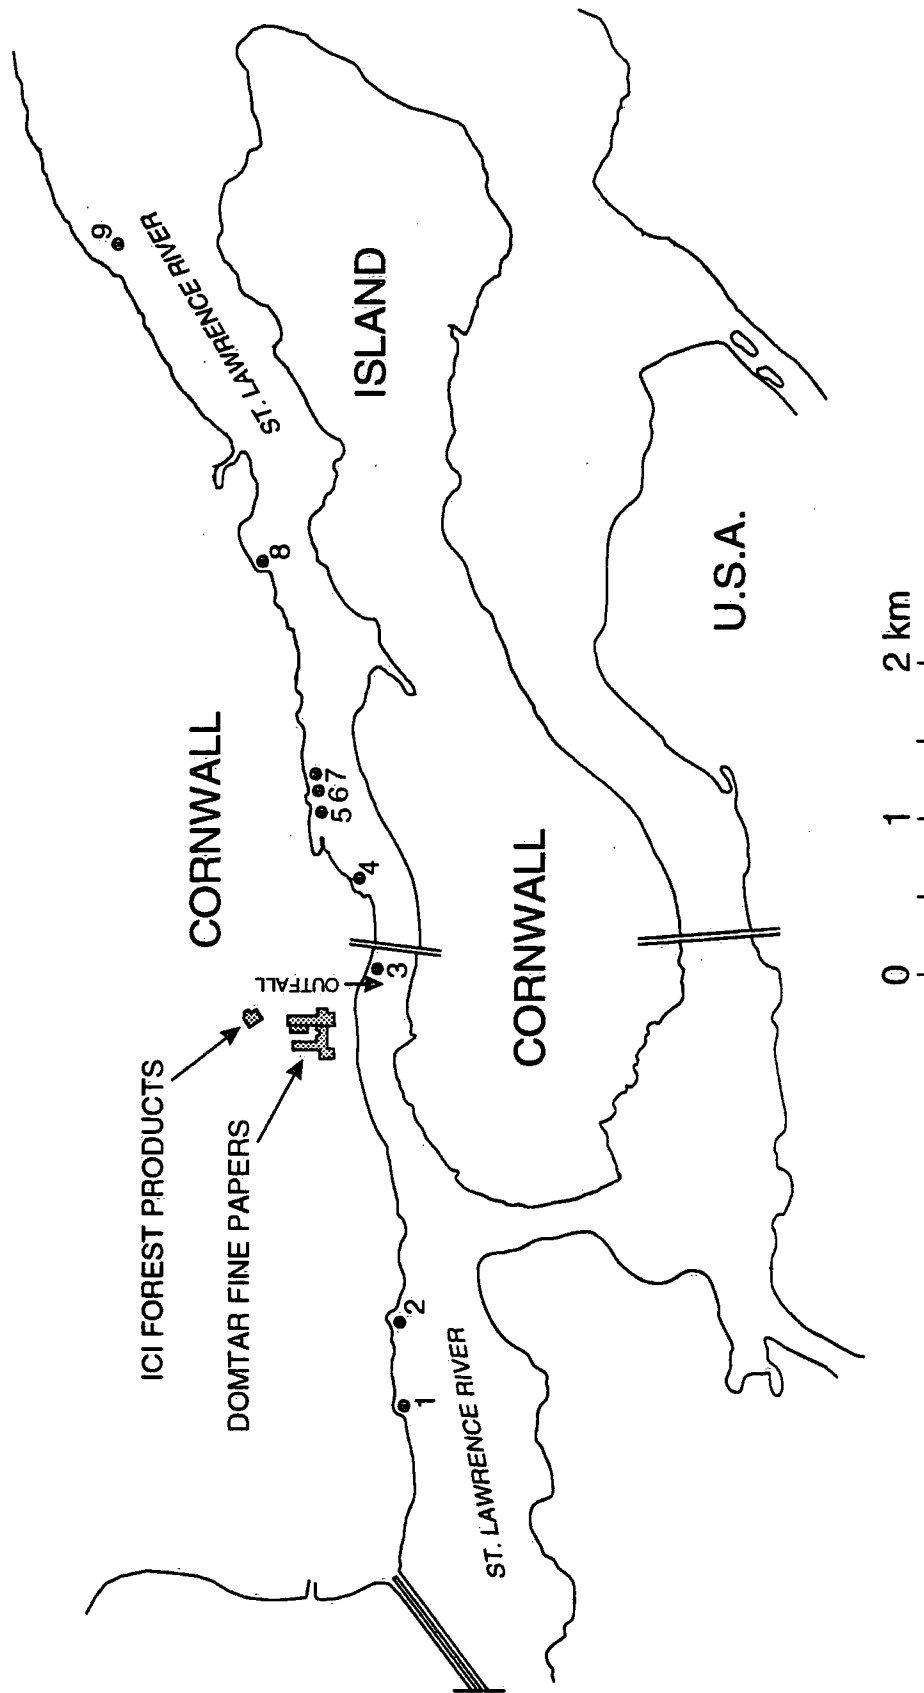 ICI FOREST PRODUCTS
DOMTAR FINE PAPERS
CORNWALL
OUTFALL
1
2
3
4
5
6
7
8
9
ST. LAWRENCE RIVER
ST. LAWRENCE RIVER
CORNWALL
ISLAND
U.S.A.
0
1
2 km